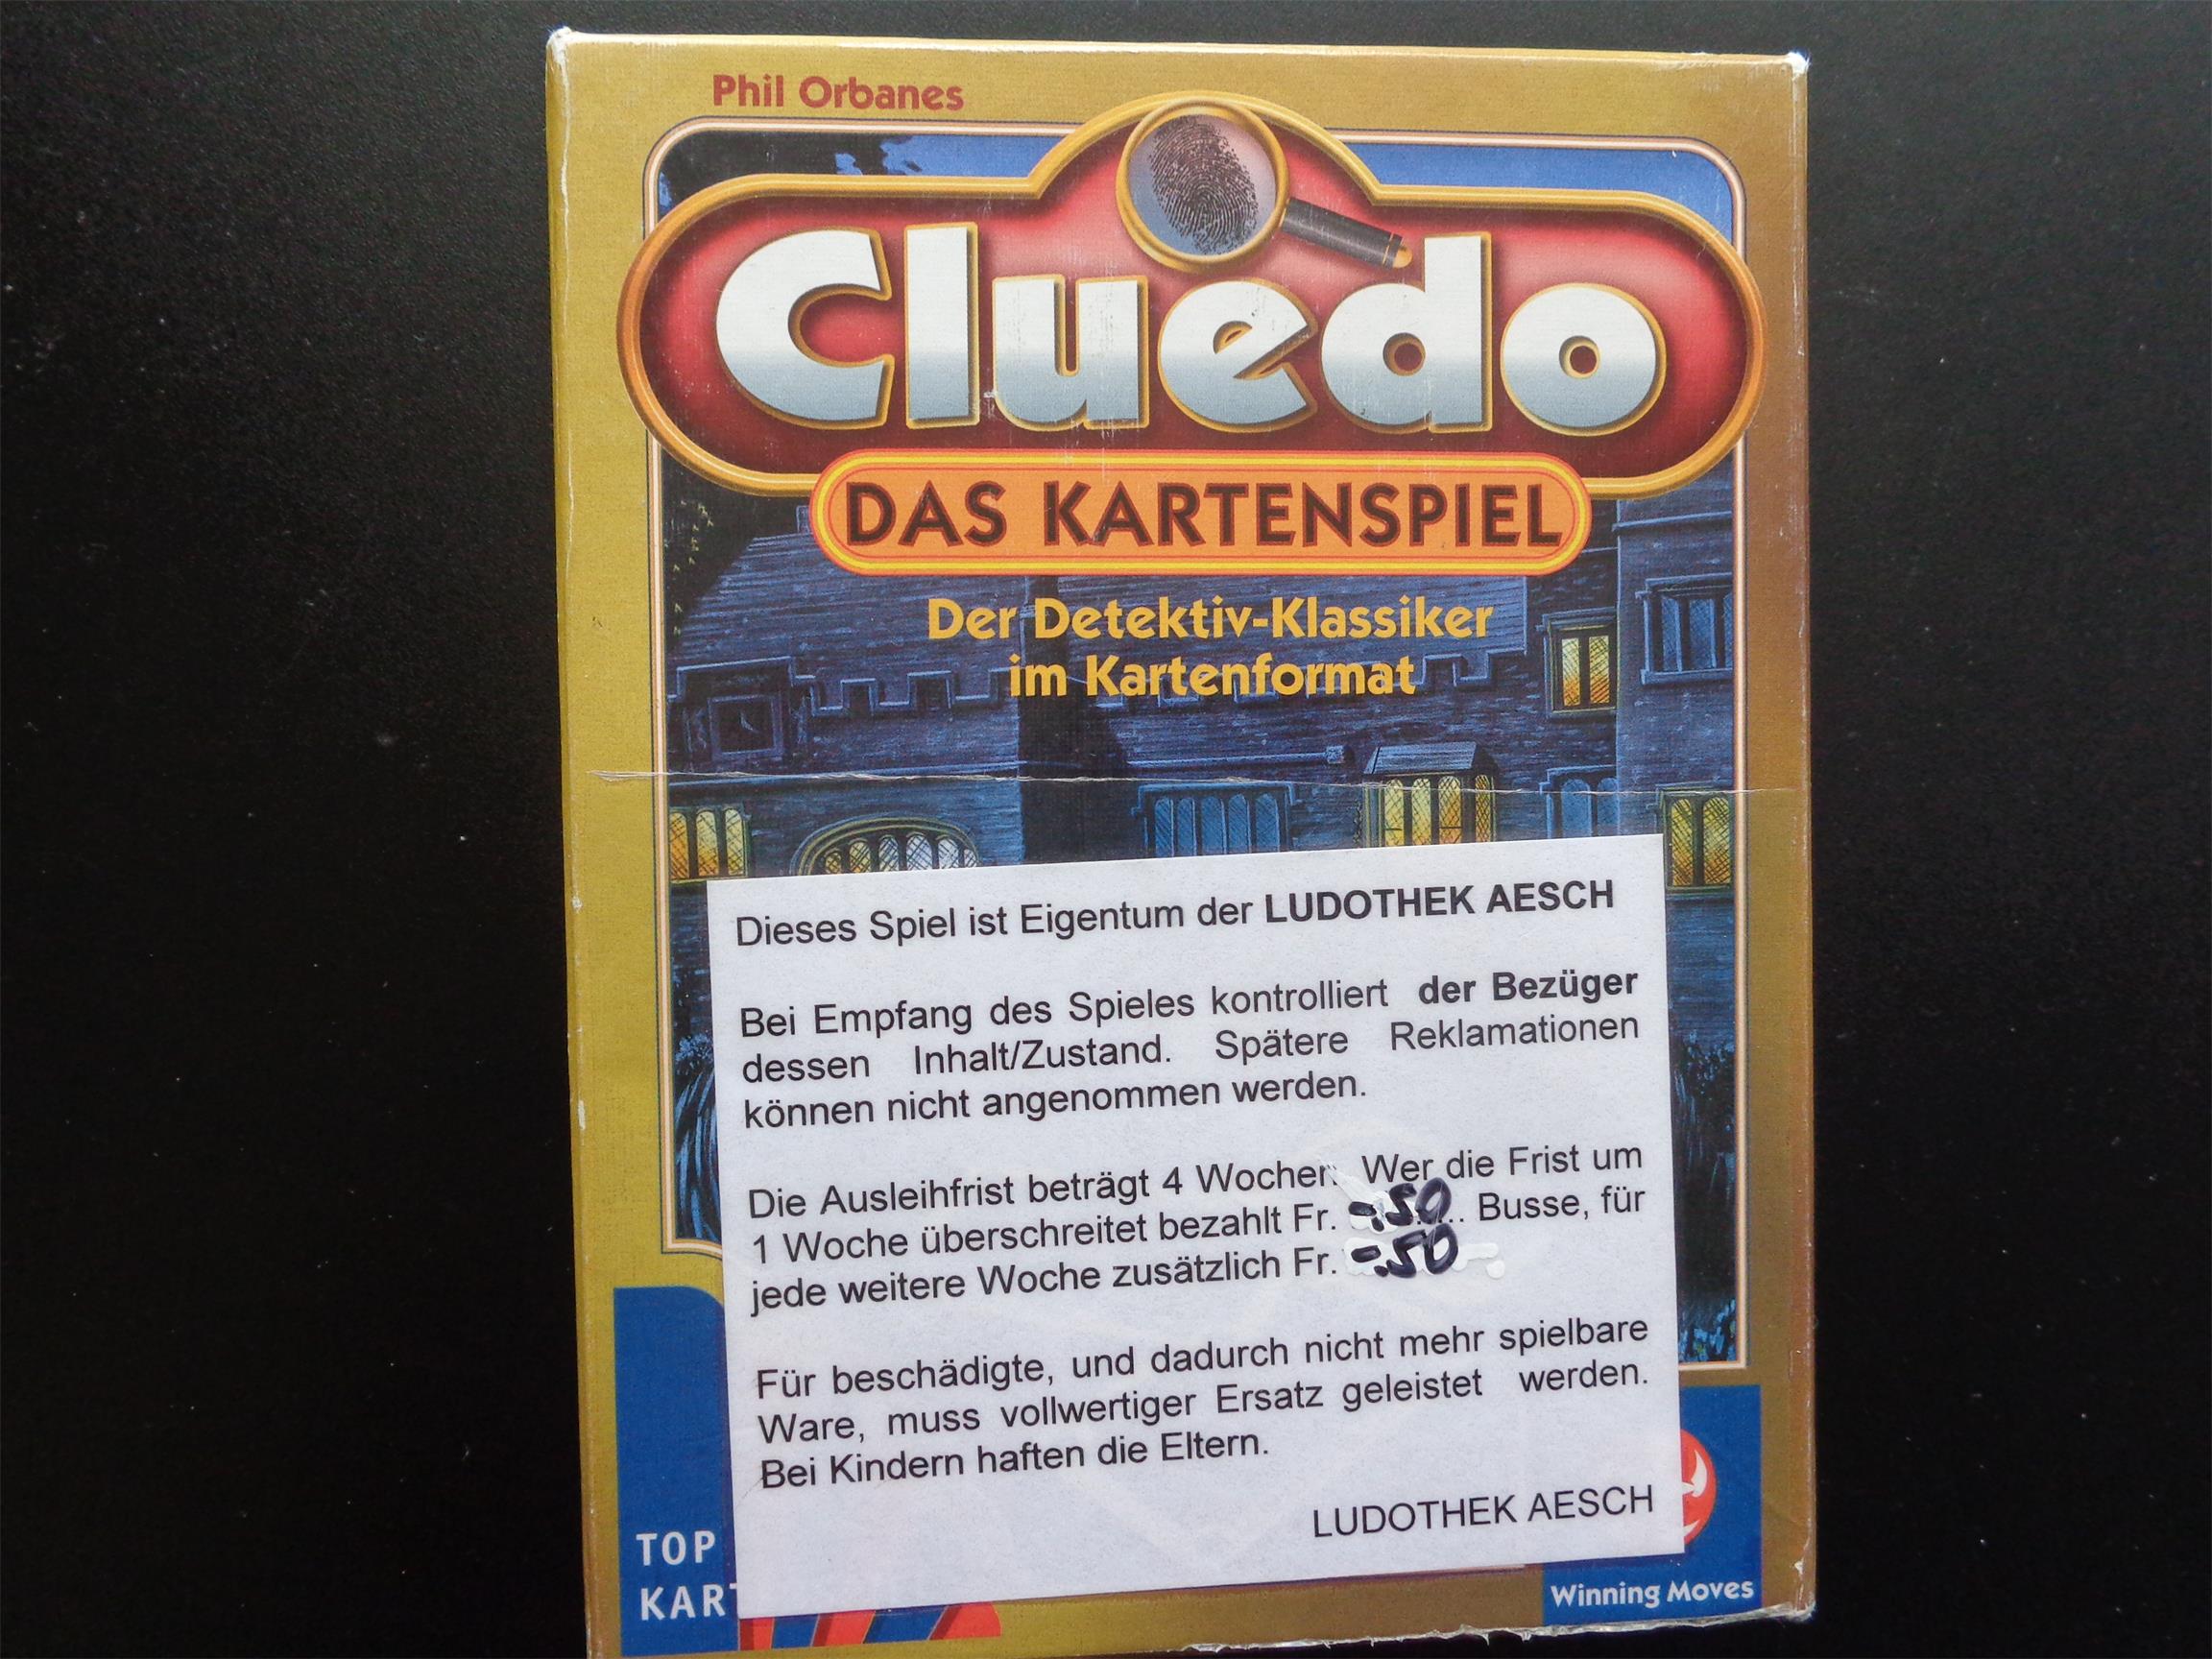 Phil Orbanes
Cluedo
DAS KARTENSPIEL
Der Detektiv-Klassiker
im Kartenformat
Dieses Spiel ist Eigentum der LUDOTHEK AESCH
Bei Empfang des Spieles kontrolliert der Bezüger
dessen Inhalt/Zustand. Spätere Reklamationen
können nicht angenommen werden.
Die Ausleihfrist beträgt 4 Wochen. Wer die Frist um
1 Woche überschreitet bezahlt Fr. -.50 .. Busse, für
jede weitere Woche zusätzlich Fr. -.50
Für beschädigte, und dadurch nicht mehr spielbare
Ware, muss vollwertiger Ersatz geleistet werden.
Bei Kindern haften die Eltern.
LUDOTHEK AESCH
TOP
KART
Winning Moves